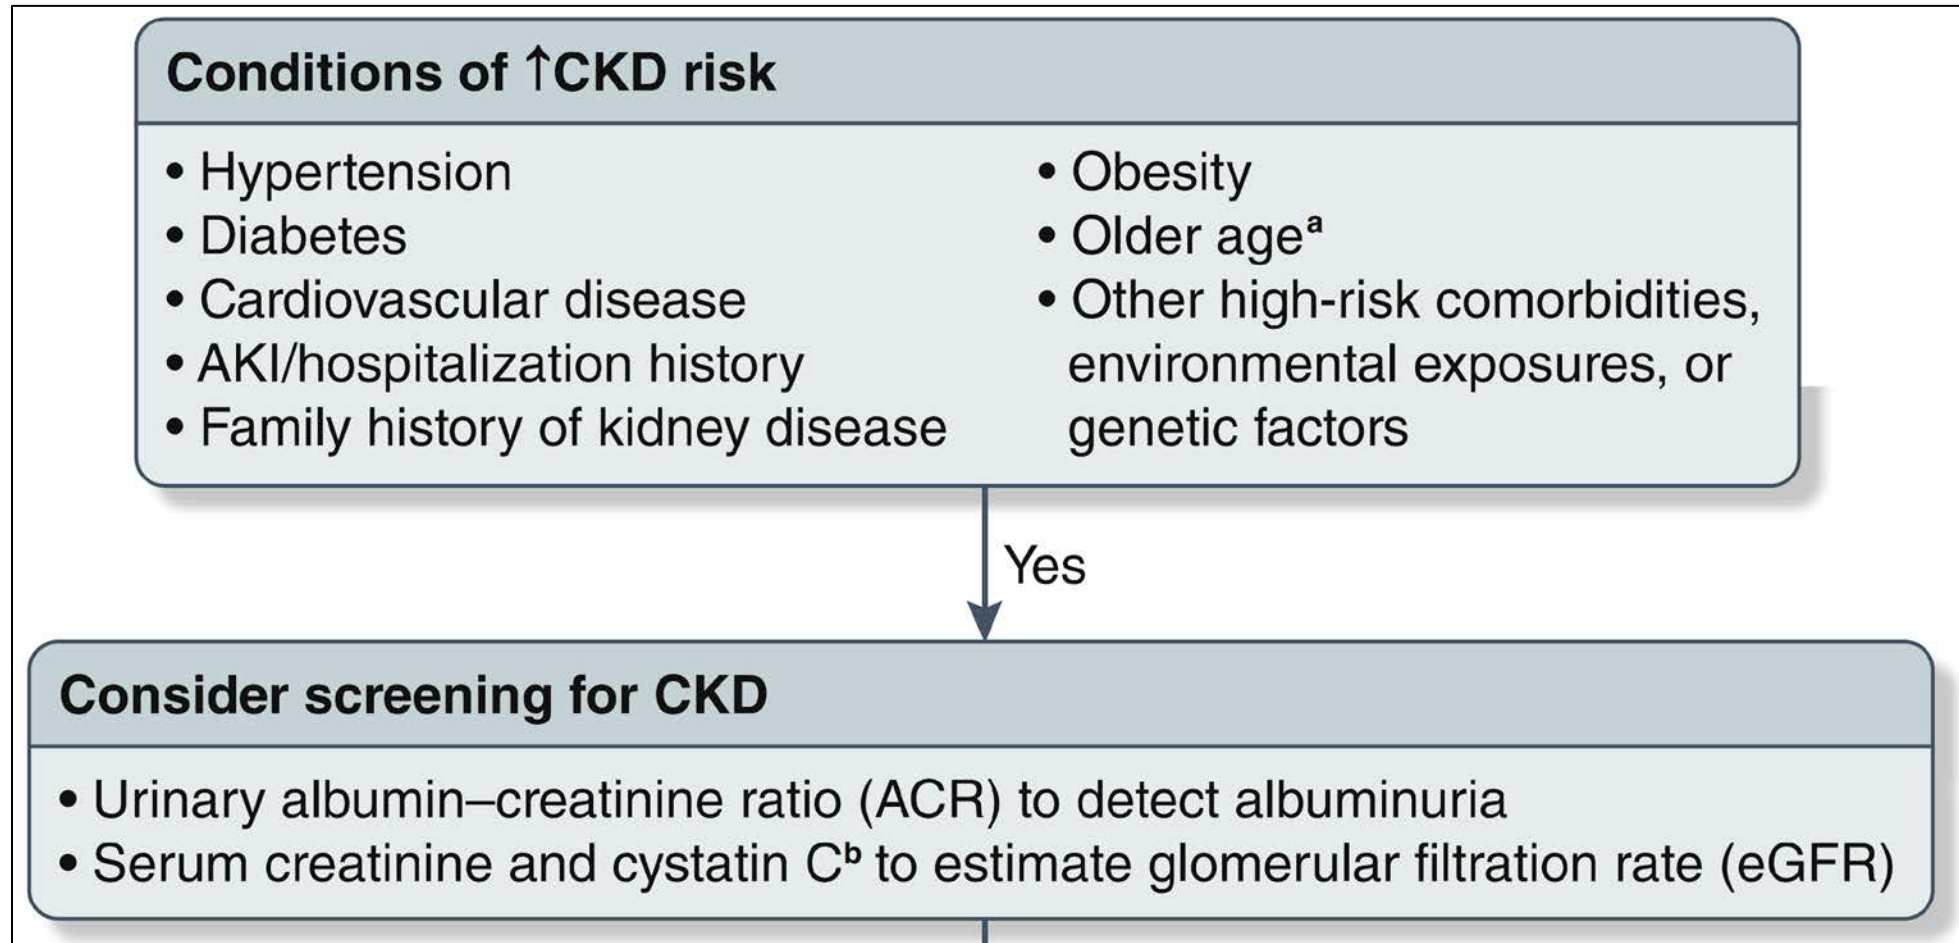 Conditions of ↑CKD risk
• Hypertension
• Diabetes
• Cardiovascular disease
• AKI/hospitalization history
• Family history of kidney disease
• Obesity
• Older ageᵃ
• Other high-risk comorbidities,
environmental exposures, or
genetic factors
Yes
Consider screening for CKD
• Urinary albumin–creatinine ratio (ACR) to detect albuminuria
• Serum creatinine and cystatin Cᵇ to estimate glomerular filtration rate (eGFR)